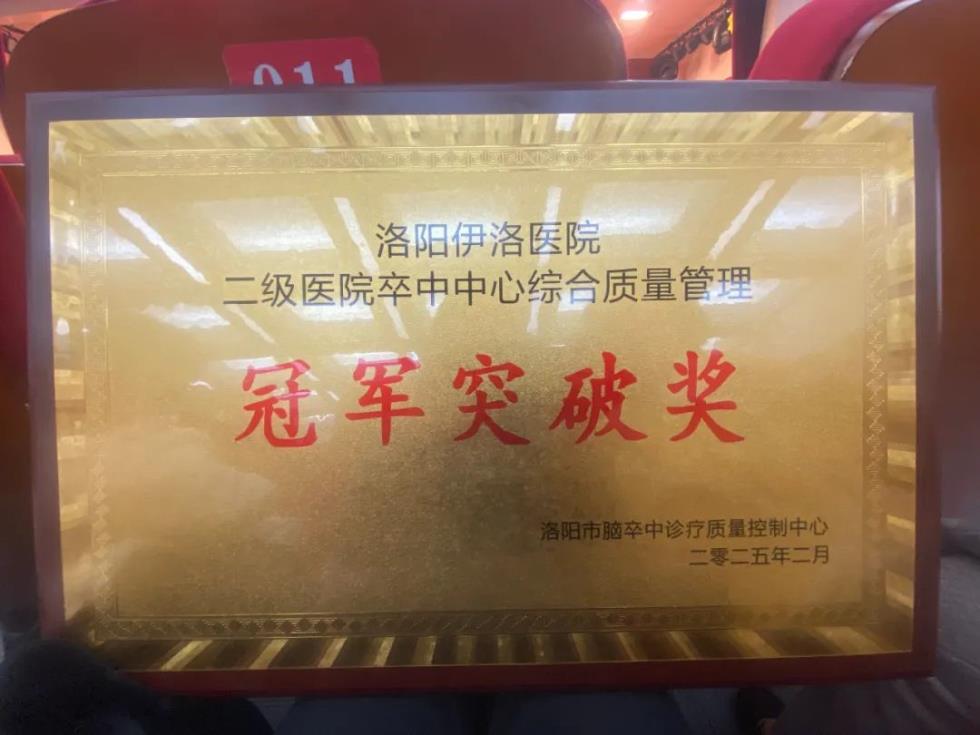 011
洛阳伊洛医院
二级医院卒中中心综合质量管理
冠军突破奖
洛阳市脑卒中诊疗质量控制中心
二零二五年二月